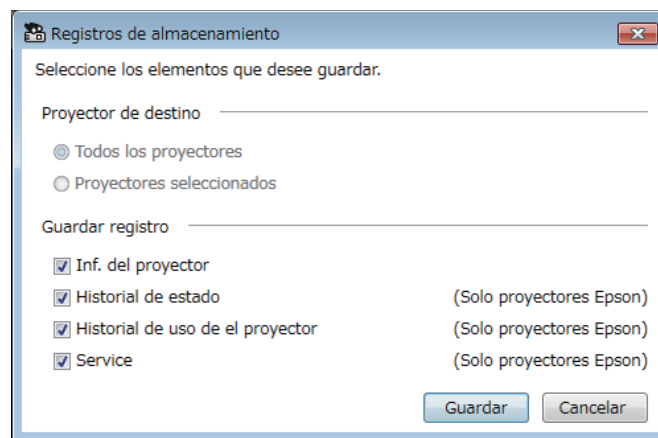 Registros de almacenamiento
Seleccione los elementos que desee guardar.
Proyector de destino
Todos los proyectores
Proyectores seleccionados
Guardar registro
Inf. del proyector
Historial de estado (Solo proyectores Epson)
Historial de uso de el proyector (Solo proyectores Epson)
Service (Solo proyectores Epson)
Guardar Cancelar